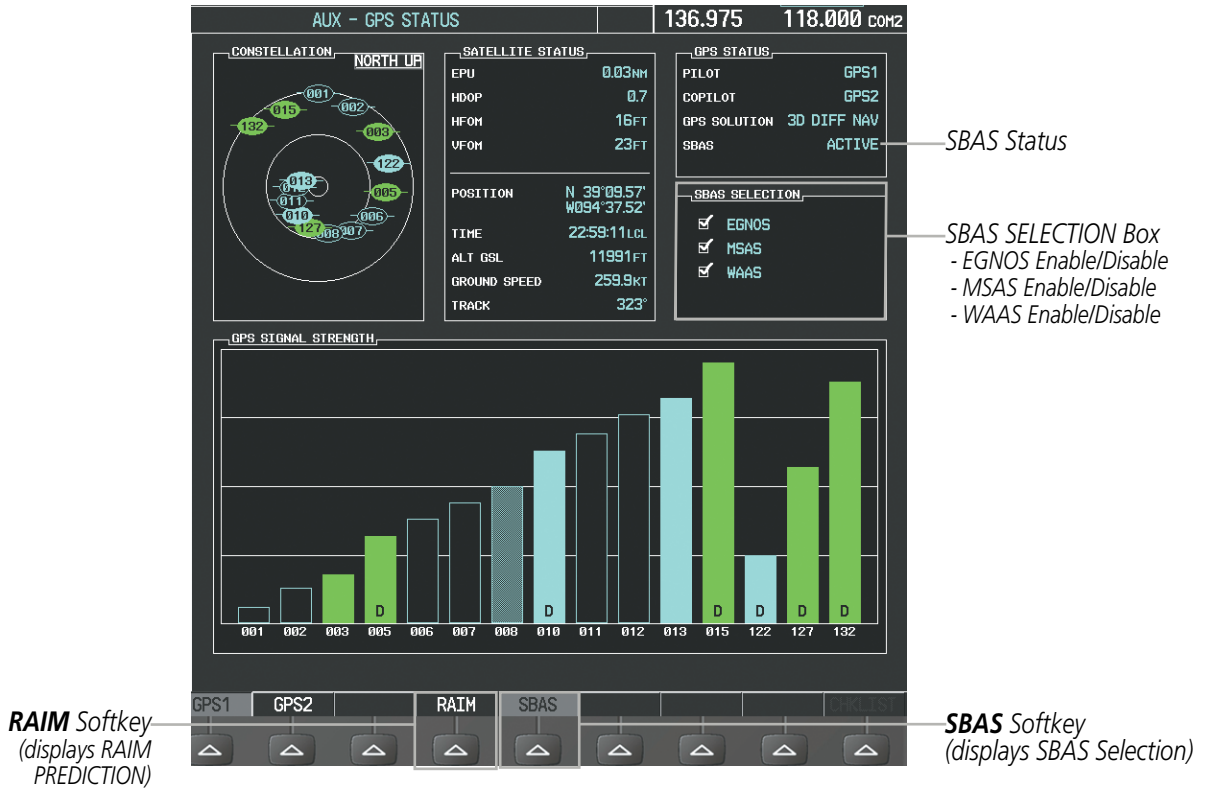 AUX - GPS STATUS
136.975 118.000 COM2
CONSTELLATION
NORTH UP
001
015
002
132
003
122
013
012
005
011
010
006
127
008
007
SATELLITE STATUS
EPU 0.03NM
HDOP 0.7
HFOM 16FT
VFOM 23FT
POSITION N 39°09.57'
W094°37.52'
TIME 22:59:11LCL
ALT GSL 11991FT
GROUND SPEED 259.9KT
TRACK 323°
GPS STATUS
PILOT GPS1
COPILOT GPS2
GPS SOLUTION 3D DIFF NAV
SBAS ACTIVE
SBAS Status
SBAS SELECTION
EGNOS
MSAS
WAAS
SBAS SELECTION Box
- EGNOS Enable/Disable
- MSAS Enable/Disable
- WAAS Enable/Disable
GPS SIGNAL STRENGTH
D D D D D D
001 002 003 005 006 007 008 010 011 012 013 015 122 127 132
GPS1 GPS2 RAIM SBAS CHKLIST
RAIM Softkey
(displays RAIM
PREDICTION)
SBAS Softkey
(displays SBAS Selection)